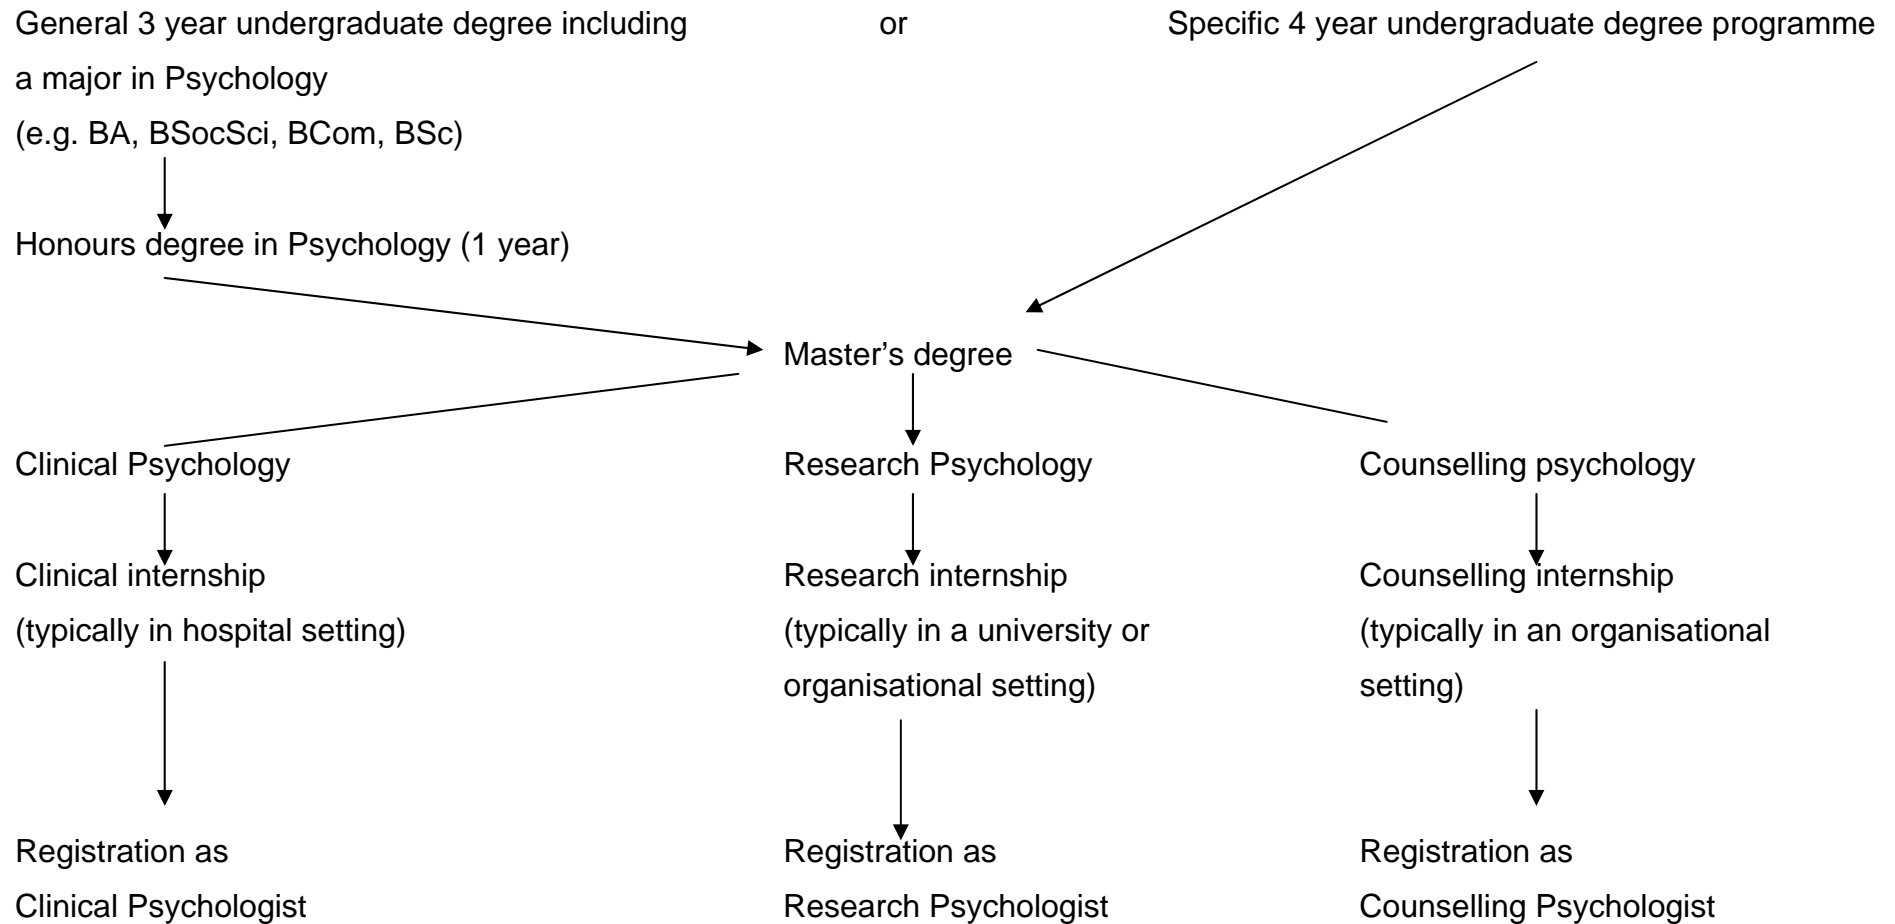 General 3 year undergraduate degree including or Specific 4 year undergraduate degree programme
a major in Psychology
(e.g. BA, BSocSci, BCom, BSc)
Honours degree in Psychology (1 year)
Master’s degree
Clinical Psychology Research Psychology Counselling psychology
Clinical internship Research internship Counselling internship
(typically in hospital setting) (typically in a university or (typically in an organisational
organisational setting) setting)
Registration as Registration as Registration as
Clinical Psychologist Research Psychologist Counselling Psychologist